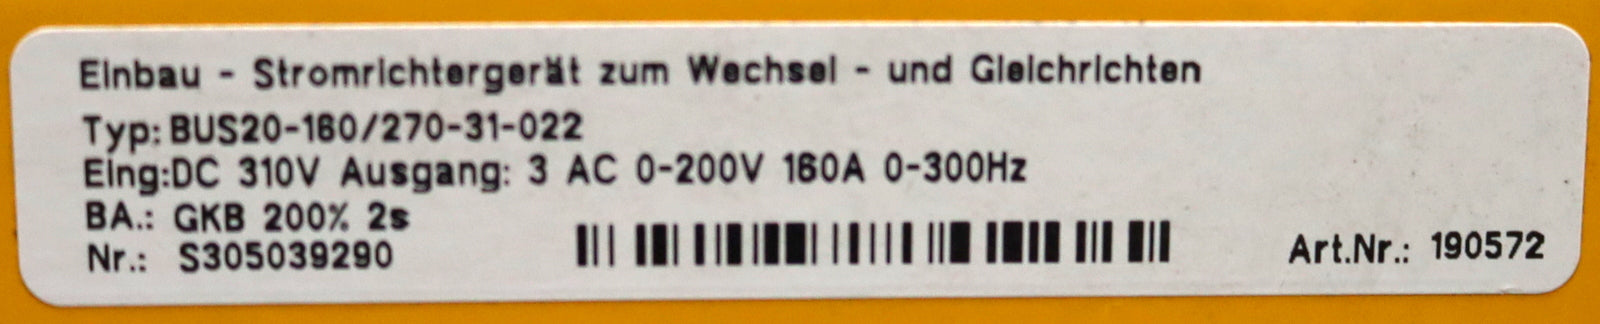 Einbau - Stromrichtergerät zum Wechsel - und Gleichrichten
Typ: BUS20-160/270-31-022
Eing:DC 310V Ausgang: 3 AC 0-200V 160A 0-300Hz
BA.: GKB 200% 2s
Nr.: S305039290
Art.Nr.: 190572